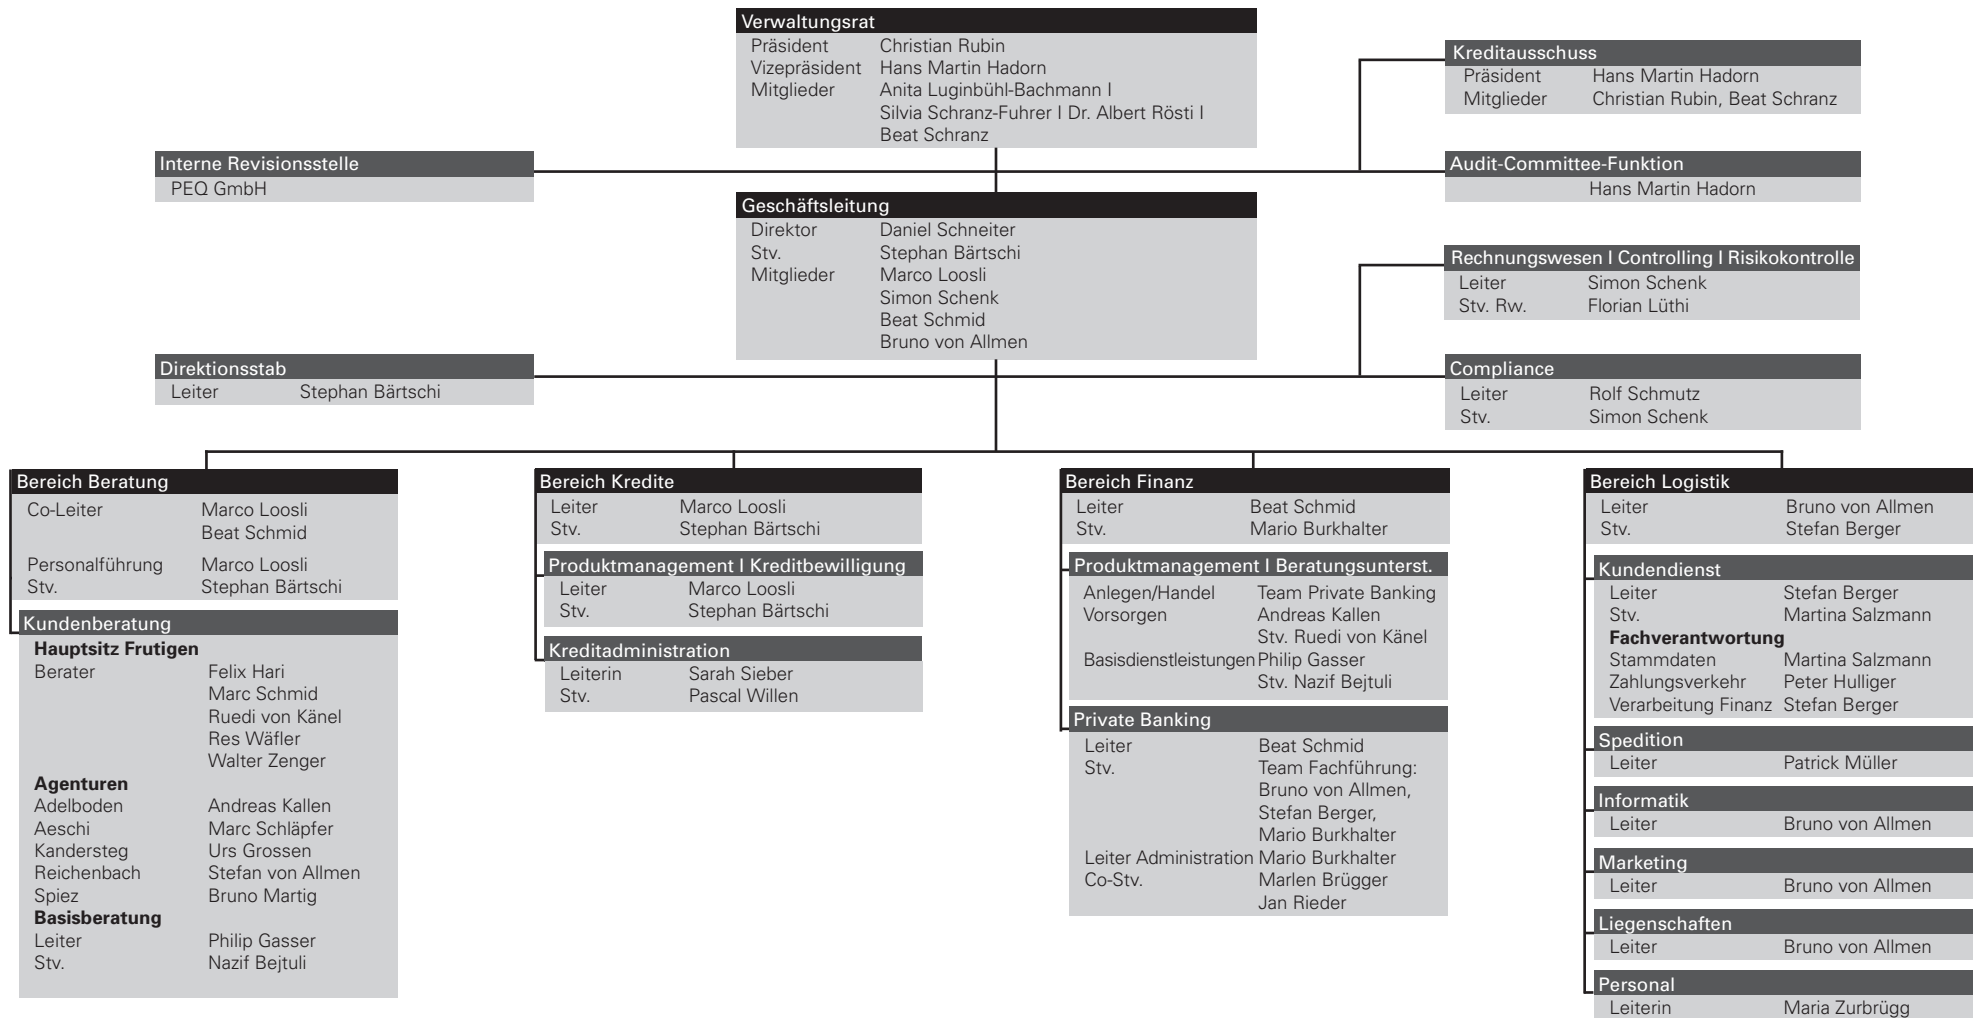 Verwaltungsrat
Präsident Christian Rubin
Vizepräsident Hans Martin Hadorn
Mitglieder Anita Luginbühl-Bachmann I
Silvia Schranz-Fuhrer I Dr. Albert Rösti I
Beat Schranz
Kreditausschuss
Präsident Hans Martin Hadorn
Mitglieder Christian Rubin, Beat Schranz
Interne Revisionsstelle
PEQ GmbH
Audit-Committee-Funktion
Hans Martin Hadorn
Geschäftsleitung
Direktor Daniel Schneiter
Stv. Stephan Bärtschi
Mitglieder Marco Loosli
Simon Schenk
Beat Schmid
Bruno von Allmen
Rechnungswesen I Controlling I Risikokontrolle
Leiter Simon Schenk
Stv. Rw. Florian Lüthi
Direktionsstab
Leiter Stephan Bärtschi
Compliance
Leiter Rolf Schmutz
Stv. Simon Schenk
Bereich Beratung
Co-Leiter Marco Loosli
Beat Schmid
Personalführung Marco Loosli
Stv. Stephan Bärtschi
Kundenberatung
Hauptsitz Frutigen
Berater Felix Hari
Marc Schmid
Ruedi von Känel
Res Wäfler
Walter Zenger
Agenturen
Adelboden Andreas Kallen
Aeschi Marc Schläpfer
Kandersteg Urs Grossen
Reichenbach Stefan von Allmen
Spiez Bruno Martig
Basisberatung
Leiter Philip Gasser
Stv. Nazif Bejtuli
Bereich Kredite
Leiter Marco Loosli
Stv. Stephan Bärtschi
Produktmanagement I Kreditbewilligung
Leiter Marco Loosli
Stv. Stephan Bärtschi
Kreditadministration
Leiterin Sarah Sieber
Stv. Pascal Willen
Bereich Finanz
Leiter Beat Schmid
Stv. Mario Burkhalter
Produktmanagement I Beratungsunterst.
Anlegen/Handel Team Private Banking
Vorsorgen Andreas Kallen
Stv. Ruedi von Känel
Basisdienstleistungen Philip Gasser
Stv. Nazif Bejtuli
Private Banking
Leiter Beat Schmid
Stv. Team Fachführung:
Bruno von Allmen,
Stefan Berger,
Mario Burkhalter
Leiter Administration Mario Burkhalter
Co-Stv. Marlen Brügger
Jan Rieder
Bereich Logistik
Leiter Bruno von Allmen
Stv. Stefan Berger
Kundendienst
Leiter Stefan Berger
Stv. Martina Salzmann
Fachverantwortung
Stammdaten Martina Salzmann
Zahlungsverkehr Peter Hulliger
Verarbeitung Finanz Stefan Berger
Spedition
Leiter Patrick Müller
Informatik
Leiter Bruno von Allmen
Marketing
Leiter Bruno von Allmen
Liegenschaften
Leiter Bruno von Allmen
Personal
Leiterin Maria Zurbrügg